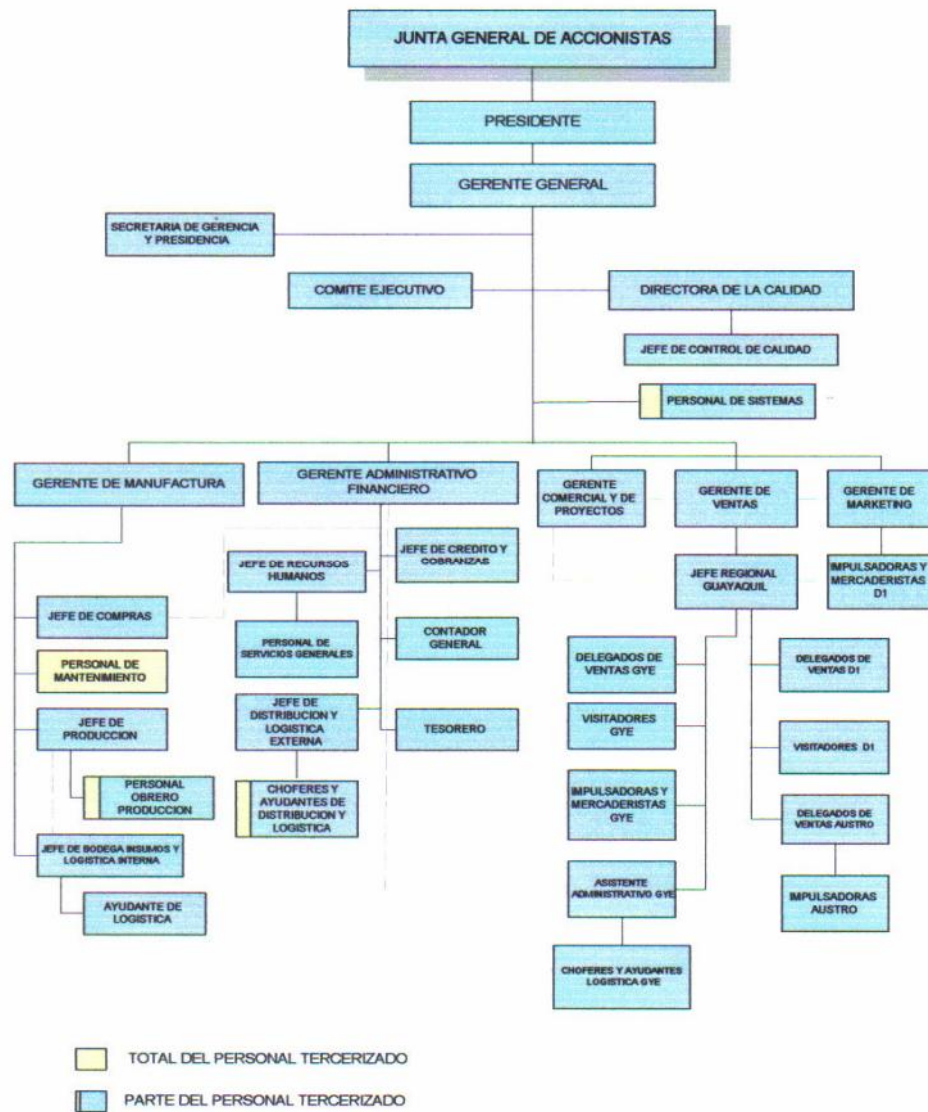 JUNTA GENERAL DE ACCIONISTAS
PRESIDENTE
GERENTE GENERAL
SECRETARIA DE GERENCIA
Y PRESIDENCIA
COMITE EJECUTIVO
DIRECTORA DE LA CALIDAD
JEFE DE CONTROL DE CALIDAD
PERSONAL DE SISTEMAS
GERENTE DE MANUFACTURA
GERENTE ADMINISTRATIVO
FINANCIERO
GERENTE
COMERCIAL Y DE
PROYECTOS
GERENTE DE
VENTAS
GERENTE DE
MARKETING
JEFE DE RECURSOS
HUMANOS
JEFE DE CREDITO Y
COBRANZAS
JEFE REGIONAL
GUAYAQUIL
IMPULSADORAS Y
MERCADERISTAS
D1
JEFE DE COMPRAS
PERSONAL DE
SERVICIOS GENERALES
CONTADOR
GENERAL
PERSONAL DE
MANTENIMIENTO
DELEGADOS DE
VENTAS GYE
DELEGADOS DE
VENTAS D1
JEFE DE
PRODUCCION
JEFE DE
DISTRIBUCION Y
LOGISTICA
EXTERNA
TESORERO
VISITADORES
GYE
VISITADORES D1
PERSONAL
OBRERO
PRODUCCION
CHOFERES Y
AYUDANTES DE
DISTRIBUCION Y
LOGISTICA
IMPULSADORAS Y
MERCADERISTAS
GYE
DELEGADOS DE
VENTAS AUSTRO
JEFE DE BODEGA INSUMOS Y
LOGISTICA INTERNA
ASISTENTE
ADMINISTRATIVO GYE
IMPULSADORAS
AUSTRO
AYUDANTE DE
LOGISTICA
CHOFERES Y AYUDANTES
LOGISTICA GYE
TOTAL DEL PERSONAL TERCERIZADO
PARTE DEL PERSONAL TERCERIZADO